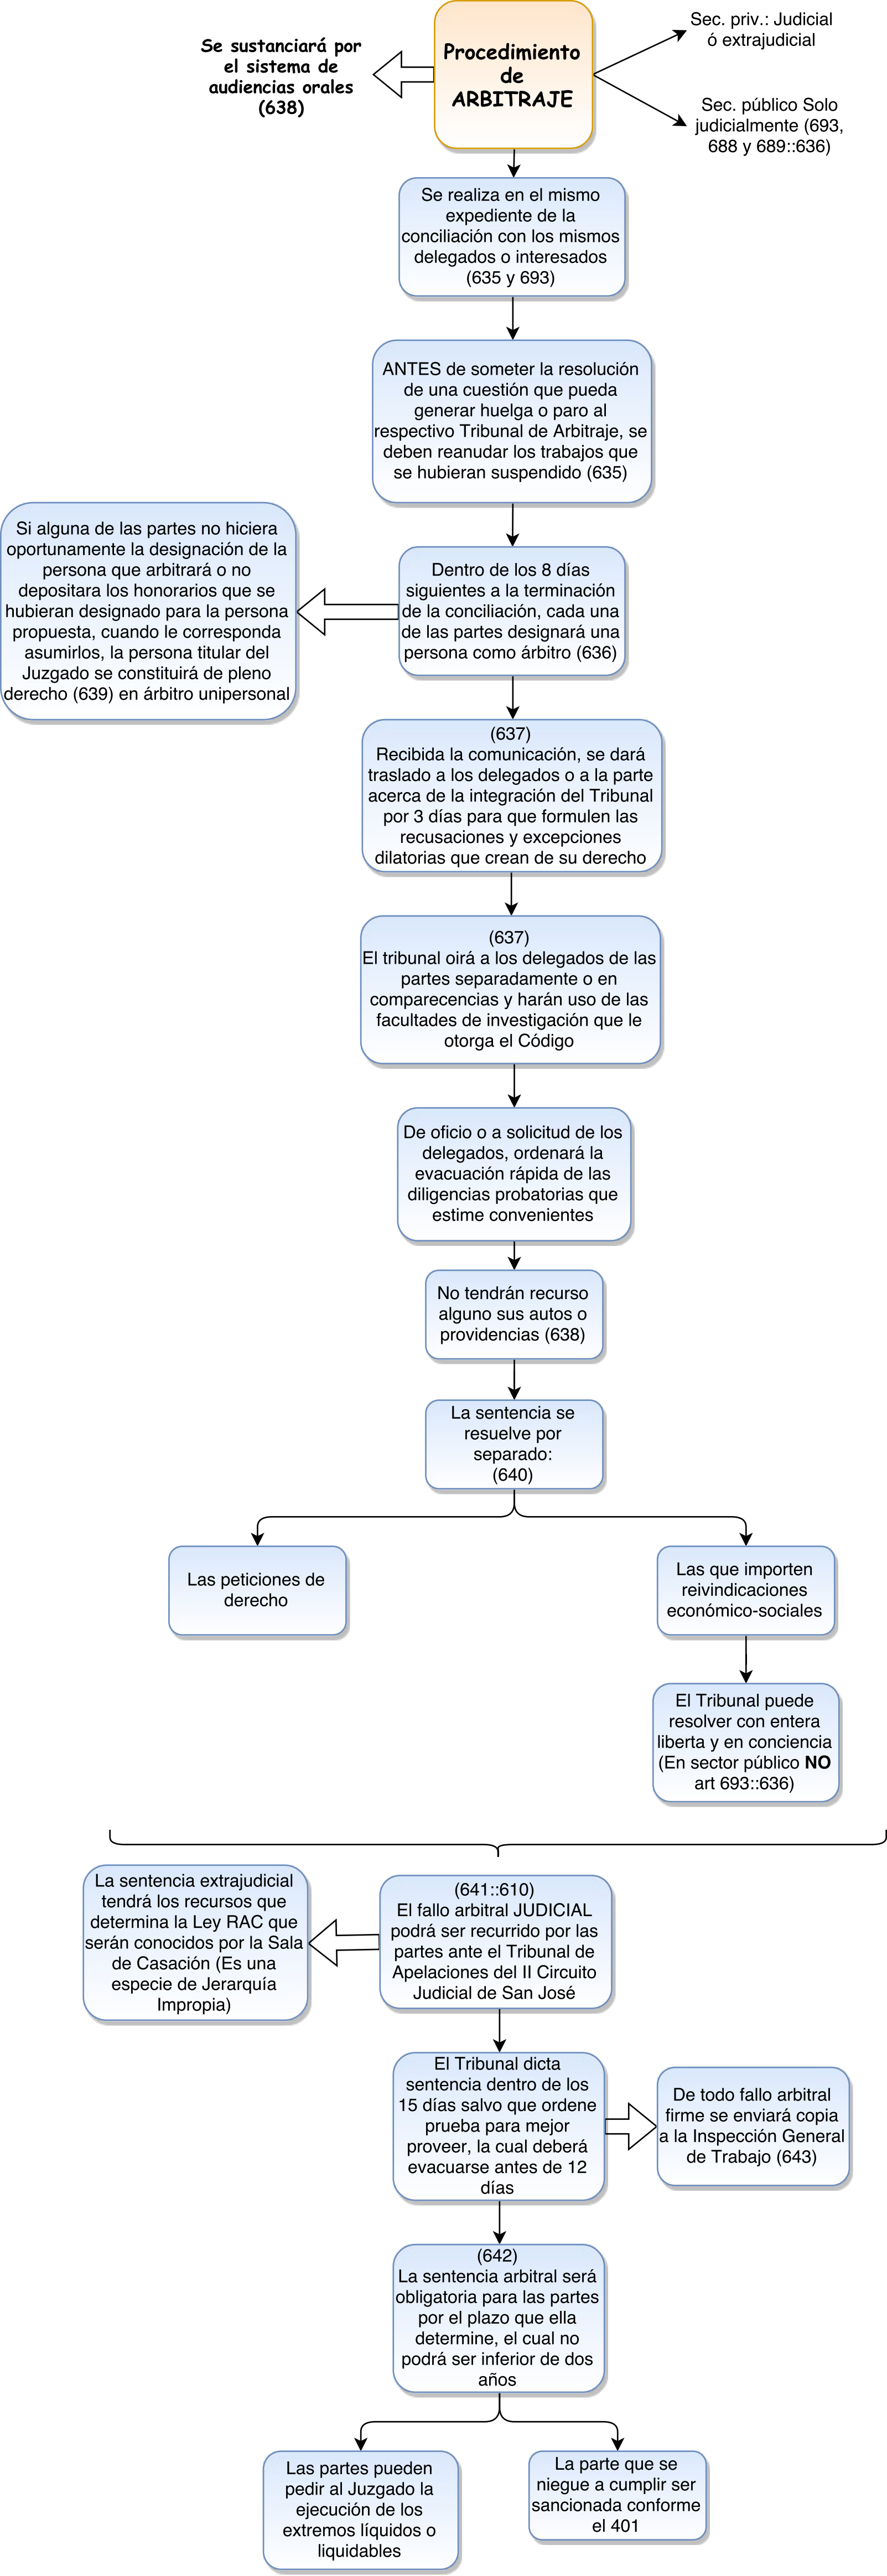 Procedimiento
de
ARBITRAJE
Se sustanciará por
el sistema de
audiencias orales
(638)
Sec. priv.: Judicial
ó extrajudicial
Sec. público Solo
judicialmente (693,
688 y 689::636)
Se realiza en el mismo
expediente de la
conciliación con los mismos
delegados o interesados
(635 y 693)
ANTES de someter la resolución
de una cuestión que pueda
generar huelga o paro al
respectivo Tribunal de Arbitraje, se
deben reanudar los trabajos que
se hubieran suspendido (635)
Dentro de los 8 días
siguientes a la terminación
de la conciliación, cada una
de las partes designará una
persona como árbitro (636)
Si alguna de las partes no hiciera
oportunamente la designación de la
persona que arbitrará o no
depositara los honorarios que se
hubieran designado para la persona
propuesta, cuando le corresponda
asumirlos, la persona titular del
Juzgado se constituirá de pleno
derecho (639) en árbitro unipersonal
(637)
Recibida la comunicación, se dará
traslado a los delegados o a la parte
acerca de la integración del Tribunal
por 3 días para que formulen las
recusaciones y excepciones
dilatorias que crean de su derecho
(637)
El tribunal oirá a los delegados de las
partes separadamente o en
comparecencias y harán uso de las
facultades de investigación que le
otorga el Código
De oficio o a solicitud de los
delegados, ordenará la
evacuación rápida de las
diligencias probatorias que
estime convenientes
No tendrán recurso
alguno sus autos o
providencias (638)
La sentencia se
resuelve por
separado:
(640)
Las peticiones de
derecho
Las que importen
reivindicaciones
económico-sociales
El Tribunal puede
resolver con entera
liberta y en conciencia
(En sector público NO
art 693::636)
(641::610)
El fallo arbitral JUDICIAL
podrá ser recurrido por las
partes ante el Tribunal de
Apelaciones del II Circuito
Judicial de San José
La sentencia extrajudicial
tendrá los recursos que
determina la Ley RAC que
serán conocidos por la Sala
de Casación (Es una
especie de Jerarquía
Impropia)
El Tribunal dicta
sentencia dentro de los
15 días salvo que ordene
prueba para mejor
proveer, la cual deberá
evacuarse antes de 12
días
De todo fallo arbitral
firme se enviará copia
a la Inspección General
de Trabajo (643)
(642)
La sentencia arbitral será
obligatoria para las partes
por el plazo que ella
determine, el cual no
podrá ser inferior de dos
años
Las partes pueden
pedir al Juzgado la
ejecución de los
extremos líquidos o
liquidables
La parte que se
niegue a cumplir ser
sancionada conforme
el 401